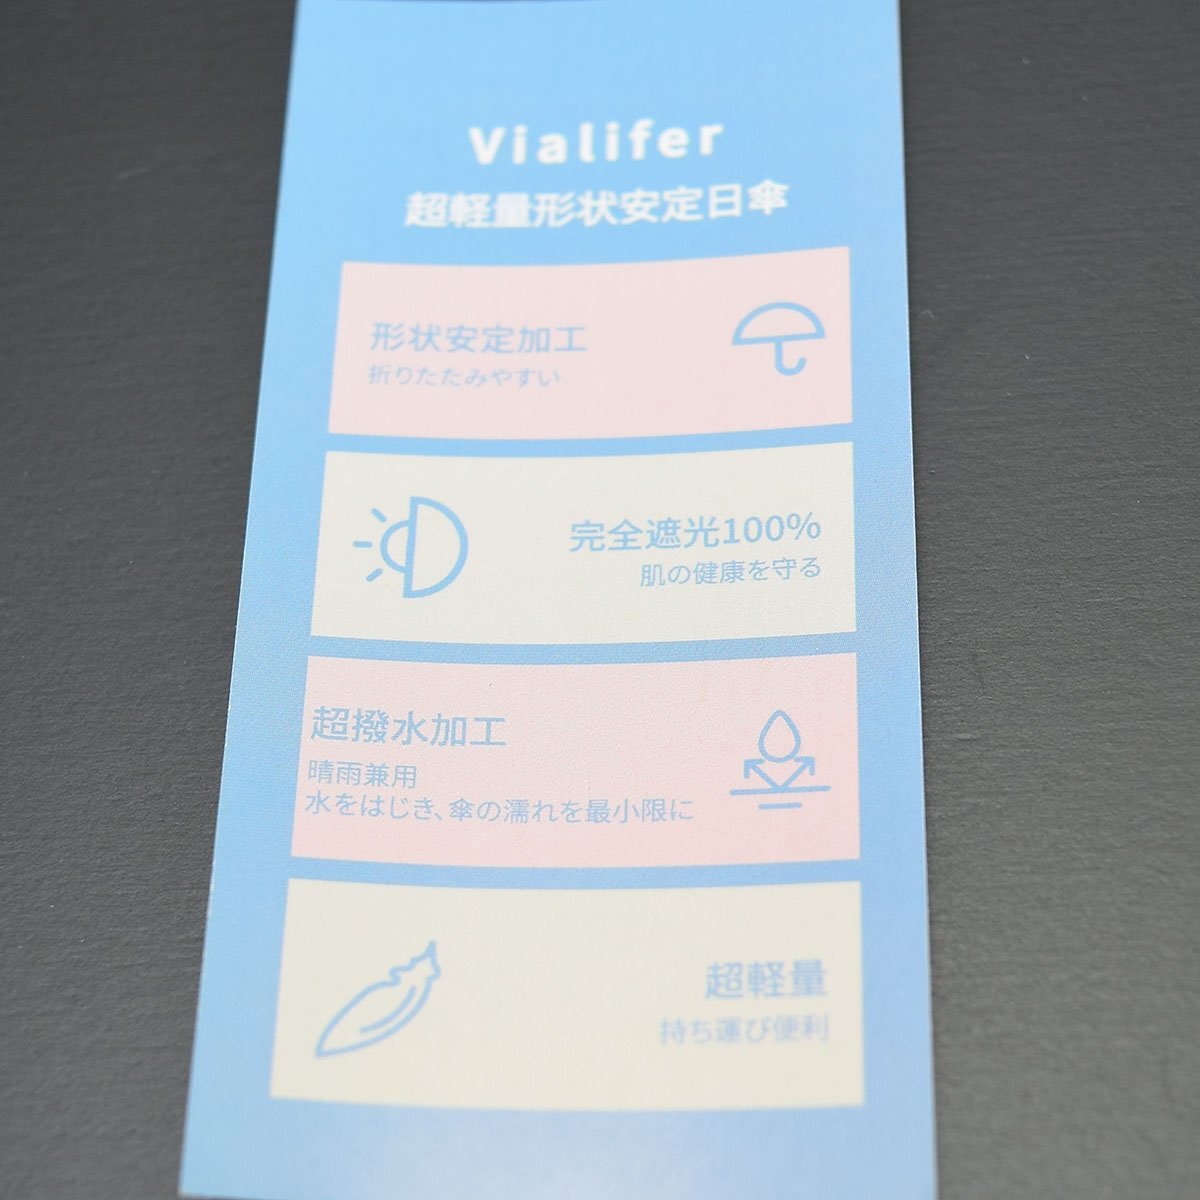 Vialifer
超軽量形状安定日傘
形状安定加工
折りたたみやすい
完全遮光100%
肌の健康を守る
超撥水加工
晴雨兼用
水をはじき、傘の濡れを最小限に
超軽量
持ち運び便利